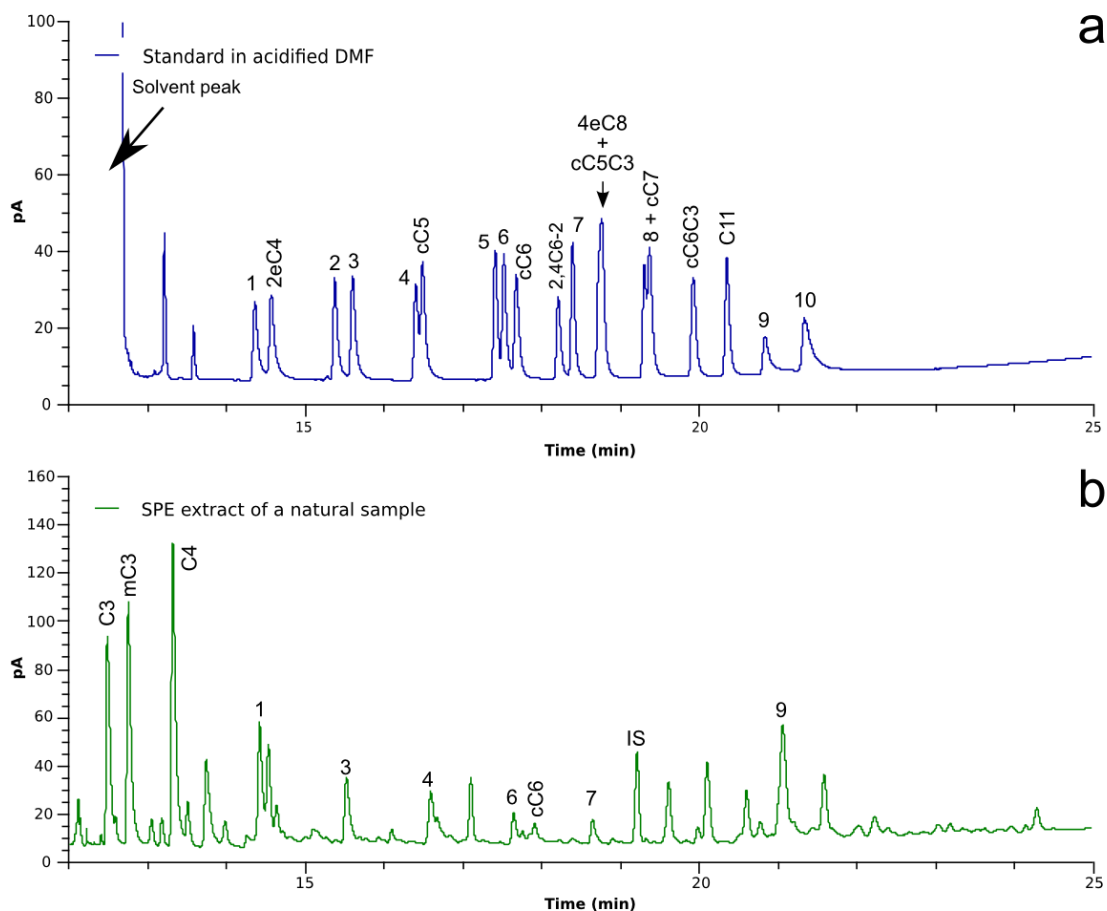 a
100
80
60
40
20
0
pA
Standard in acidified DMF
Solvent peak
1
2eC4
2
3
4
cC5
5
6
cC6
2,4C6-2
7
4eC8
+
cC5C3
8 + cC7
cC6C3
C11
9
10
15
20
25
Time (min)
b
160
140
120
100
80
60
40
20
0
pA
SPE extract of a natural sample
C3
mC3
C4
1
3
4
6
cC6
7
IS
9
15
20
25
Time (min)